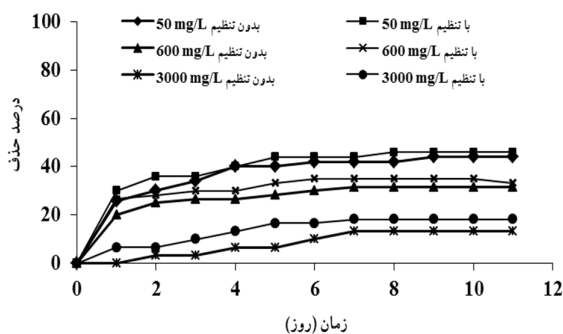 50 mg/L بدون تنظیم
50 mg/L با تنظیم
600 mg/L بدون تنظیم
600 mg/L با تنظیم
3000 mg/L بدون تنظیم
3000 mg/L با تنظیم
درصد حذف
100
80
60
40
20
0
0 2 4 6 8 10 12
زمان (روز)